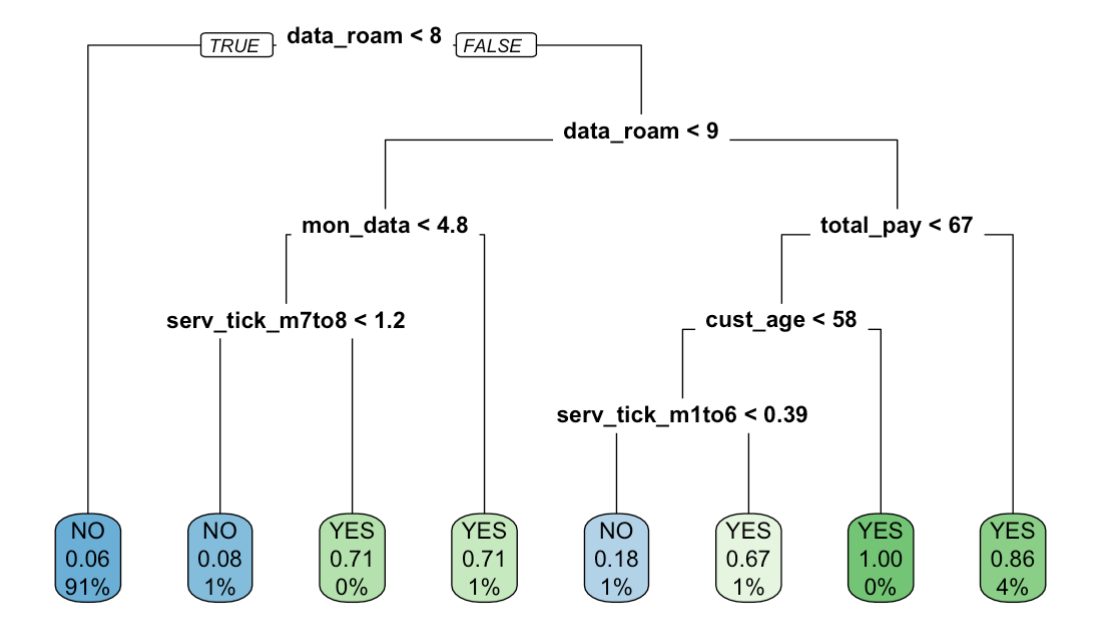 data_roam < 8
TRUE
FALSE
data_roam < 9
mon_data < 4.8
total_pay < 67
serv_tick_m7to8 < 1.2
cust_age < 58
serv_tick_m1to6 < 0.39
NO
0.06
91%
NO
0.08
1%
YES
0.71
0%
YES
0.71
1%
NO
0.18
1%
YES
0.67
1%
YES
1.00
0%
YES
0.86
4%